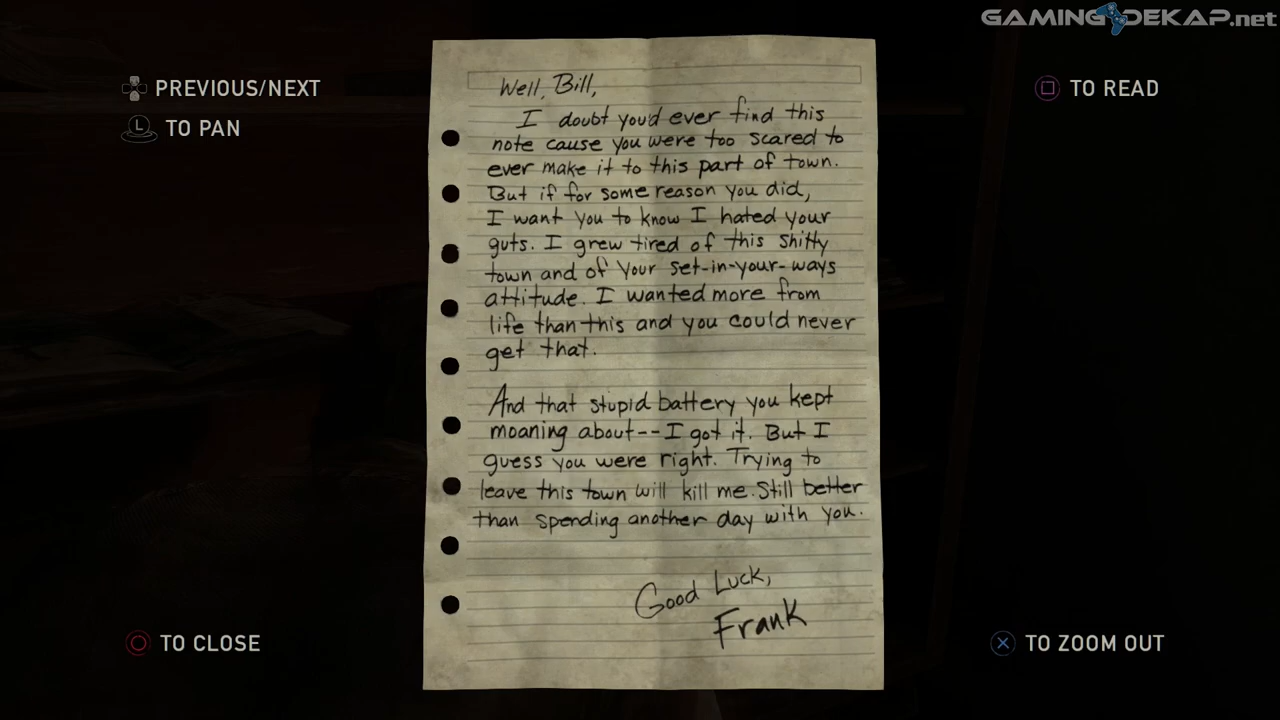 GAMING DEKAP.net
PREVIOUS/NEXT
L TO PAN
TO READ
Well, Bill,
I doubt you'd ever find this
note cause you were too scared to
ever make it to this part of town.
But if for some reason you did,
I want you to know I hated your
guts. I grew tired of this shitty
town and of your set-in-your-ways
attitude. I wanted more from
life than this and you could never
get that.
And that stupid battery you kept
moaning about--I got it. But I
guess you were right. Trying to
leave this town will kill me. Still better
than spending another day with you.
Good Luck,
Frank
TO CLOSE
TO ZOOM OUT